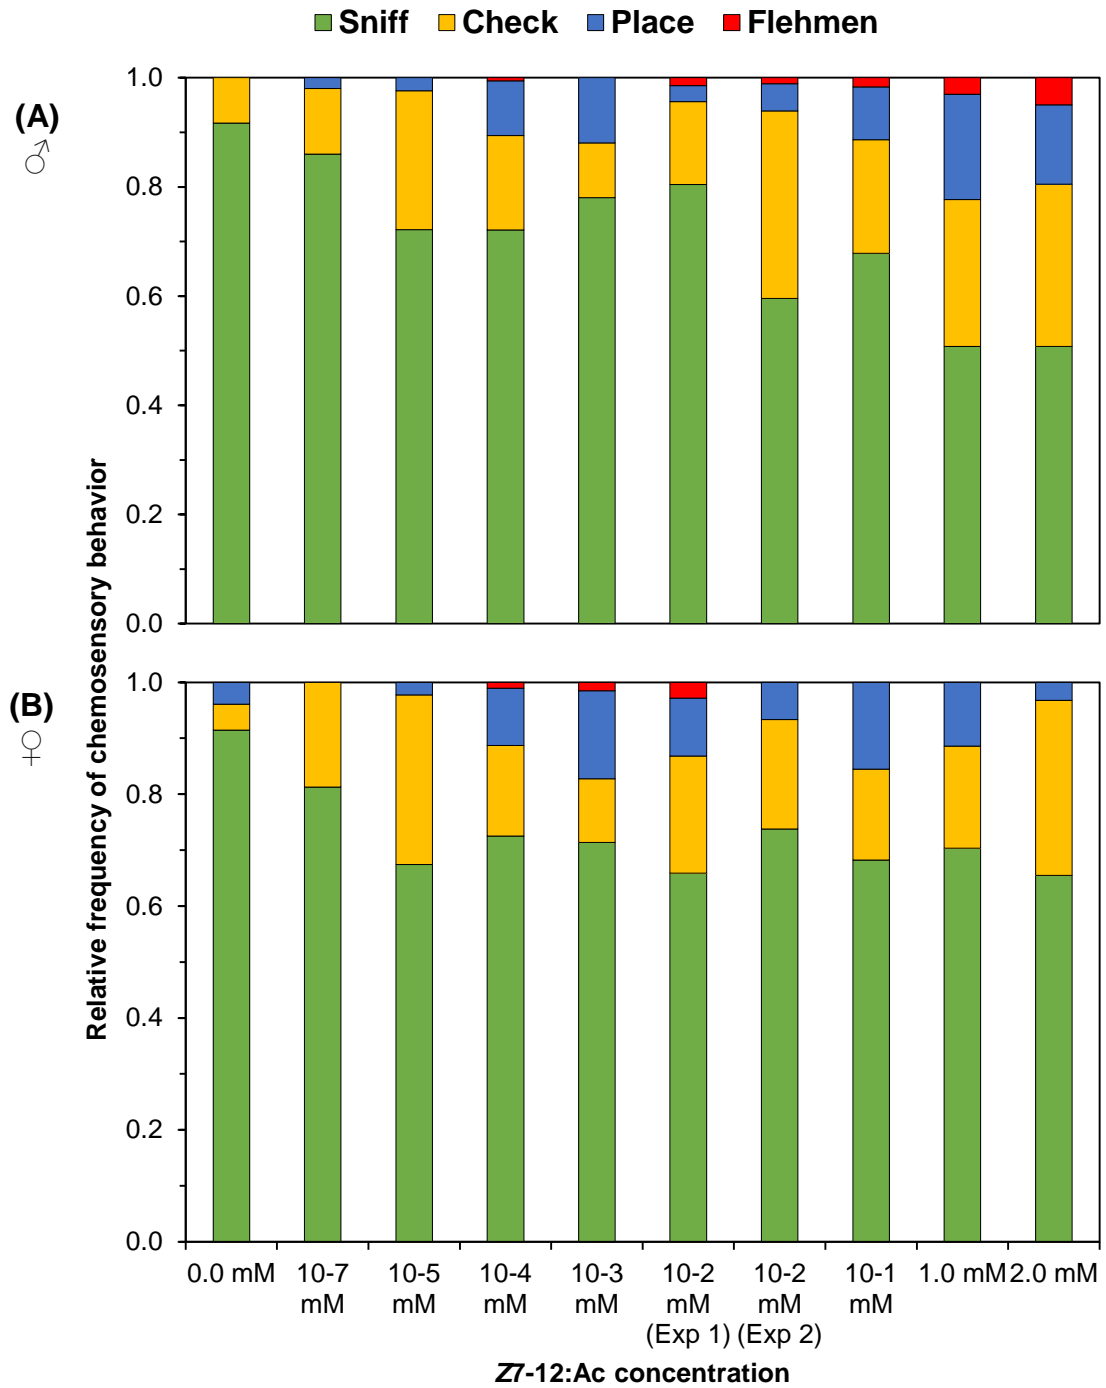 Sniff Check Place Flehmen
(A)
♂
1.0
0.8
0.6
0.4
0.2
0.0
(B)
♀
1.0
0.8
0.6
0.4
0.2
0.0
Relative frequency of chemosensory behavior
0.0 mM 10-7 10-5 10-4 10-3 10-2 10-2 10-1 1.0 mM 2.0 mM
mM mM mM mM mM mM mM
(Exp 1) (Exp 2)
Z7-12:Ac concentration